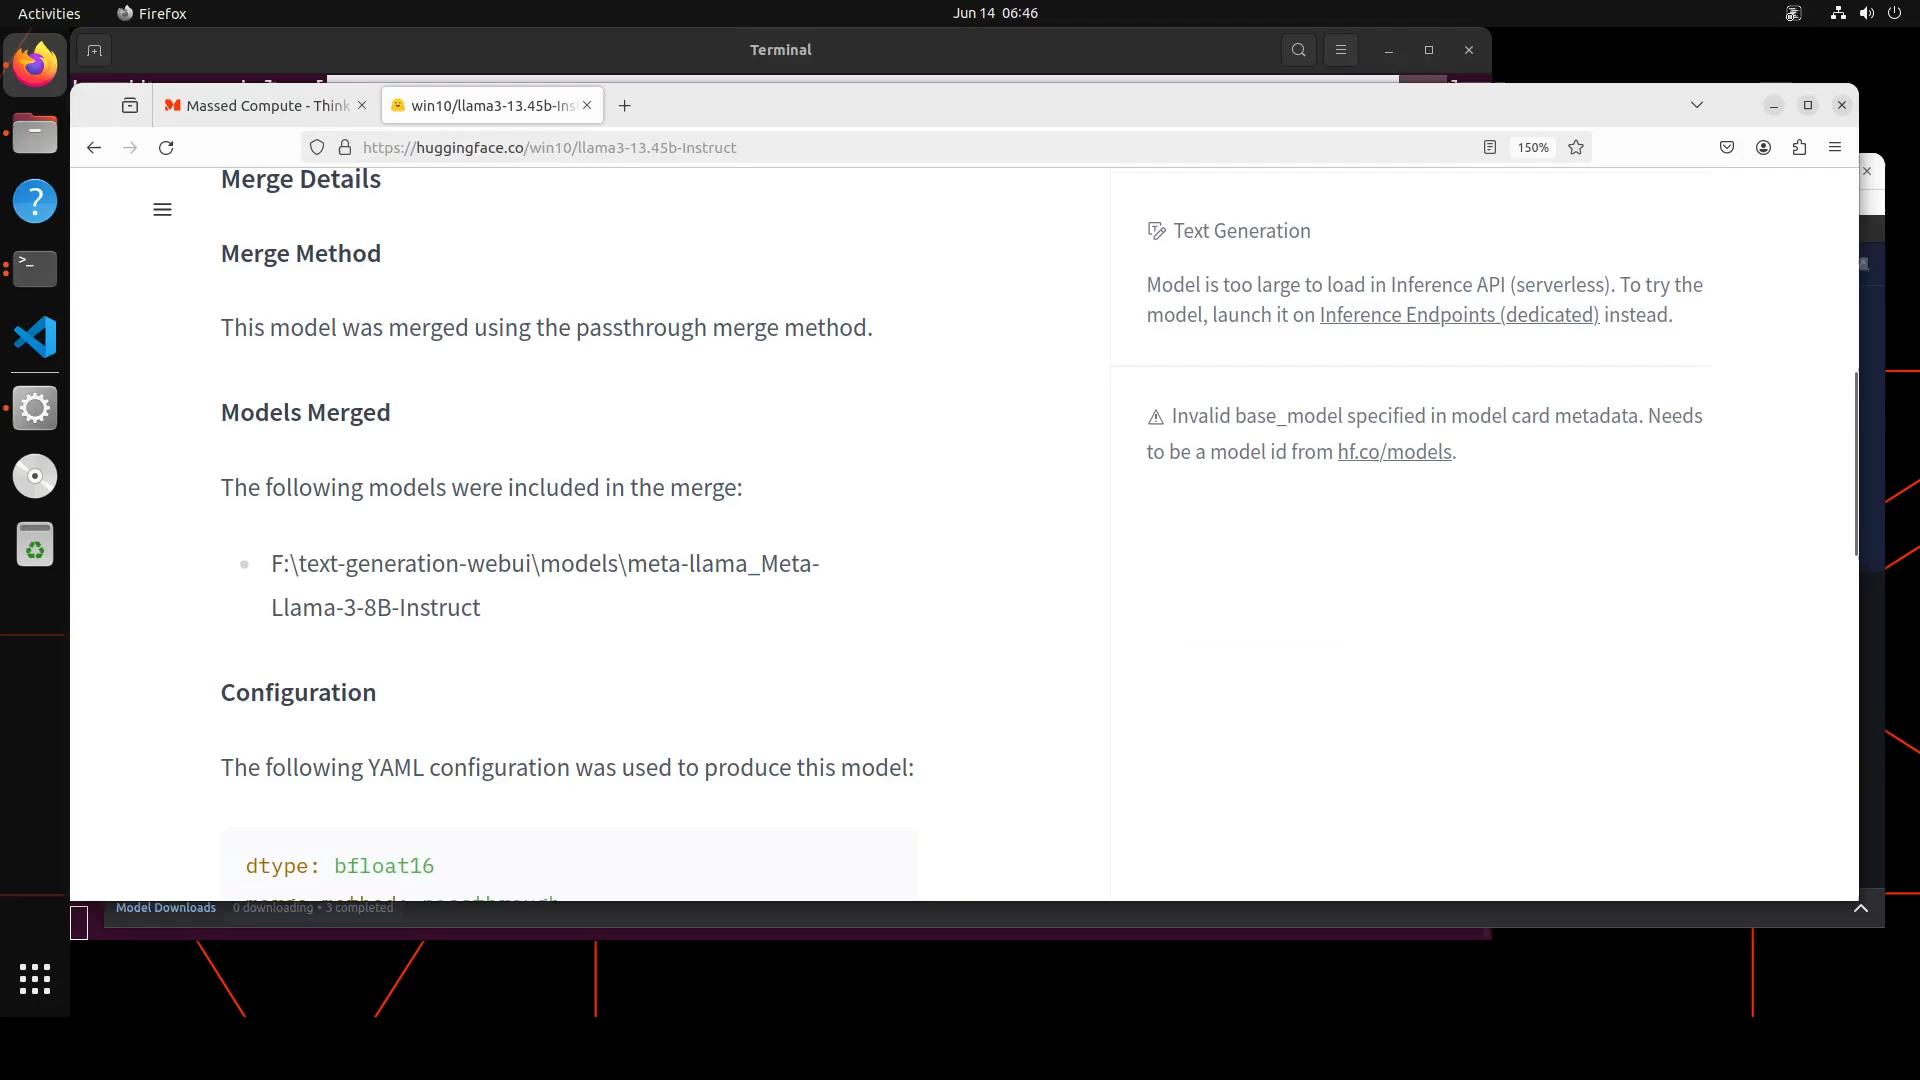 Activities
Firefox
Jun 14 06:46
Terminal
Massed Compute - Think
win10/llama3-13.45b-Ins
https://huggingface.co/win10/llama3-13.45b-Instruct
150%
Merge Details
Merge Method
This model was merged using the passthrough merge method.
Models Merged
The following models were included in the merge:
F:\text-generation-webui\models\meta-llama_Meta-
Llama-3-8B-Instruct
Configuration
The following YAML configuration was used to produce this model:
dtype: bfloat16
Text Generation
Model is too large to load in Inference API (serverless). To try the
model, launch it on Inference Endpoints (dedicated) instead.
Invalid base_model specified in model card metadata. Needs
to be a model id from hf.co/models.
Model Downloads 0 downloading • 3 completed